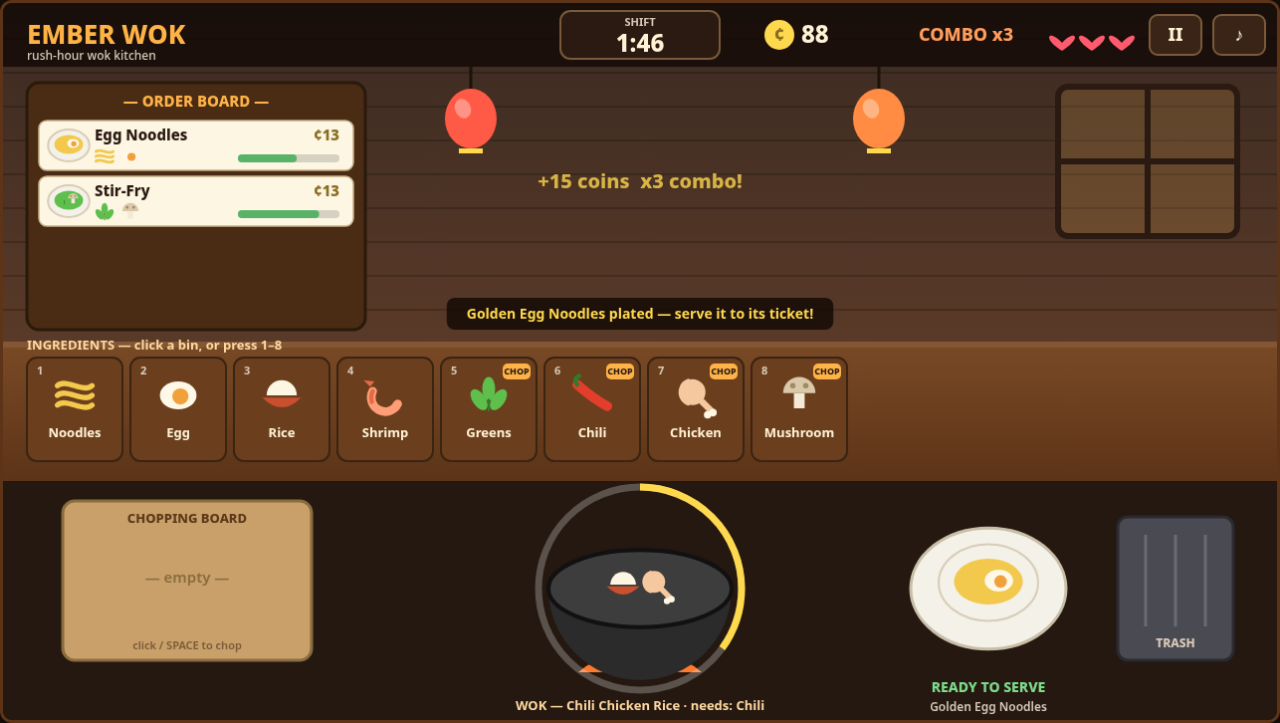 EMBER WOK
rush-hour wok kitchen
SHIFT
1:46
¢ 88
COMBO x3
II
♪
— ORDER BOARD —
Egg Noodles ¢13
Stir-Fry ¢13
+15 coins x3 combo!
Golden Egg Noodles plated — serve it to its ticket!
INGREDIENTS — click a bin, or press 1–8
1
Noodles
2
Egg
3
Rice
4
Shrimp
5 CHOP
Greens
6 CHOP
Chili
7 CHOP
Chicken
8 CHOP
Mushroom
CHOPPING BOARD
— empty —
click / SPACE to chop
WOK — Chili Chicken Rice · needs: Chili
READY TO SERVE
Golden Egg Noodles
TRASH